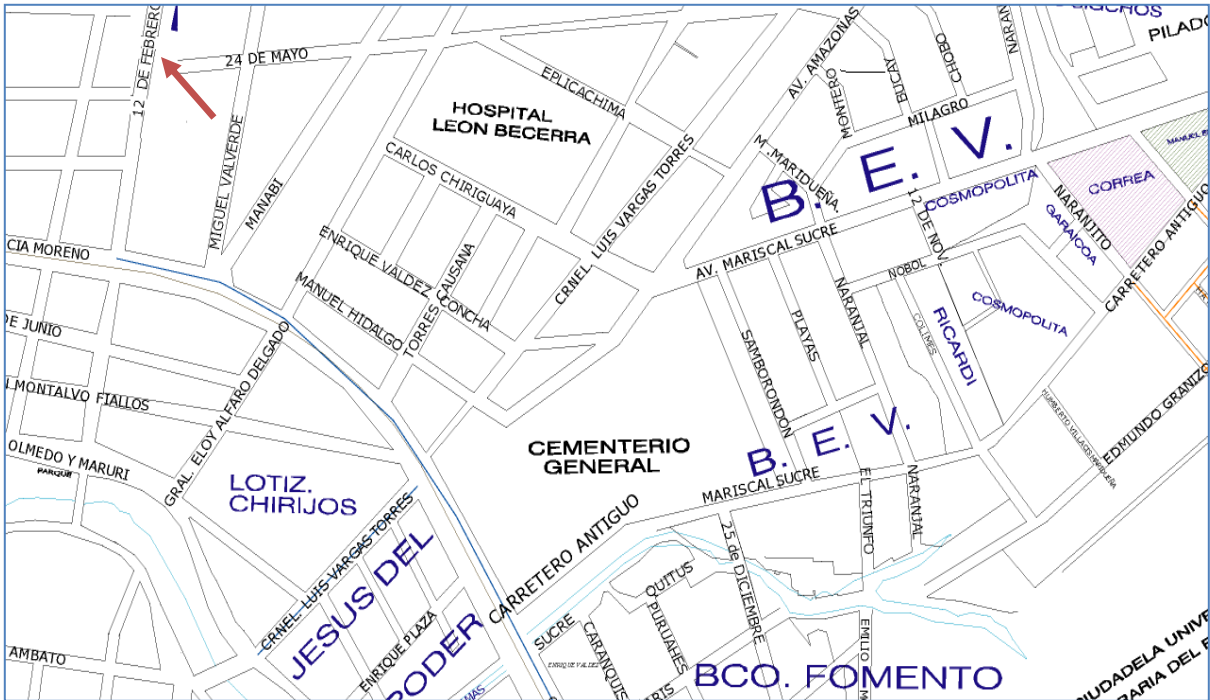 12 DE FEBRERO
24 DE MAYO
MIGUEL VALVERDE
MANABI
HOSPITAL
LEON BECERRA
EPLICACHIMA
CARLOS CHIRIGUAYA
ENRIQUE VALDEZ CONCHA
MANUEL HIDALGO
TORRES CAUSANA
CRNEL. LUIS VARGAS TORRES
AV. AMAZONAS
MONTERO
BUCAY
CHOBO
NARAN
PILAD
MILAGRO
M. MARIDUEÑA.
B. E. V.
COSMOPOLITA
12 DE NOV.
CORREA
NARANJITO
GARAICOA
CARRETERO ANTIGUO
AV. MARISCAL SUCRE
NOBOL
COSMOPOLITA
RICARDI
COLIMES
NARANJAL
PLAYAS
SAMBORONDON
CIA MORENO
DE JUNIO
MONTALVO FIALLOS
OLMEDO Y MARURI
PARQUE
GRAL. ELOY ALFARO DELGADO
LOTIZ.
CHIRIJOS
CEMENTERIO
GENERAL
B. E. V.
MARISCAL SUCRE
EL TRIUNFO
NARANJAL
EDMUNDO GRANIZO
CARRETERO ANTIGUO
CRNEL. LUIS VARGAS TORRES
JESUS DEL
PODER
ENRIQUE PLAZA
AMBATO
SUCRE
ENRIQUE VALDEZ
CARANQUIS
PURUAHES
QUITUS
25 de DICIEMBRE
EMILIO
BCO. FOMENTO